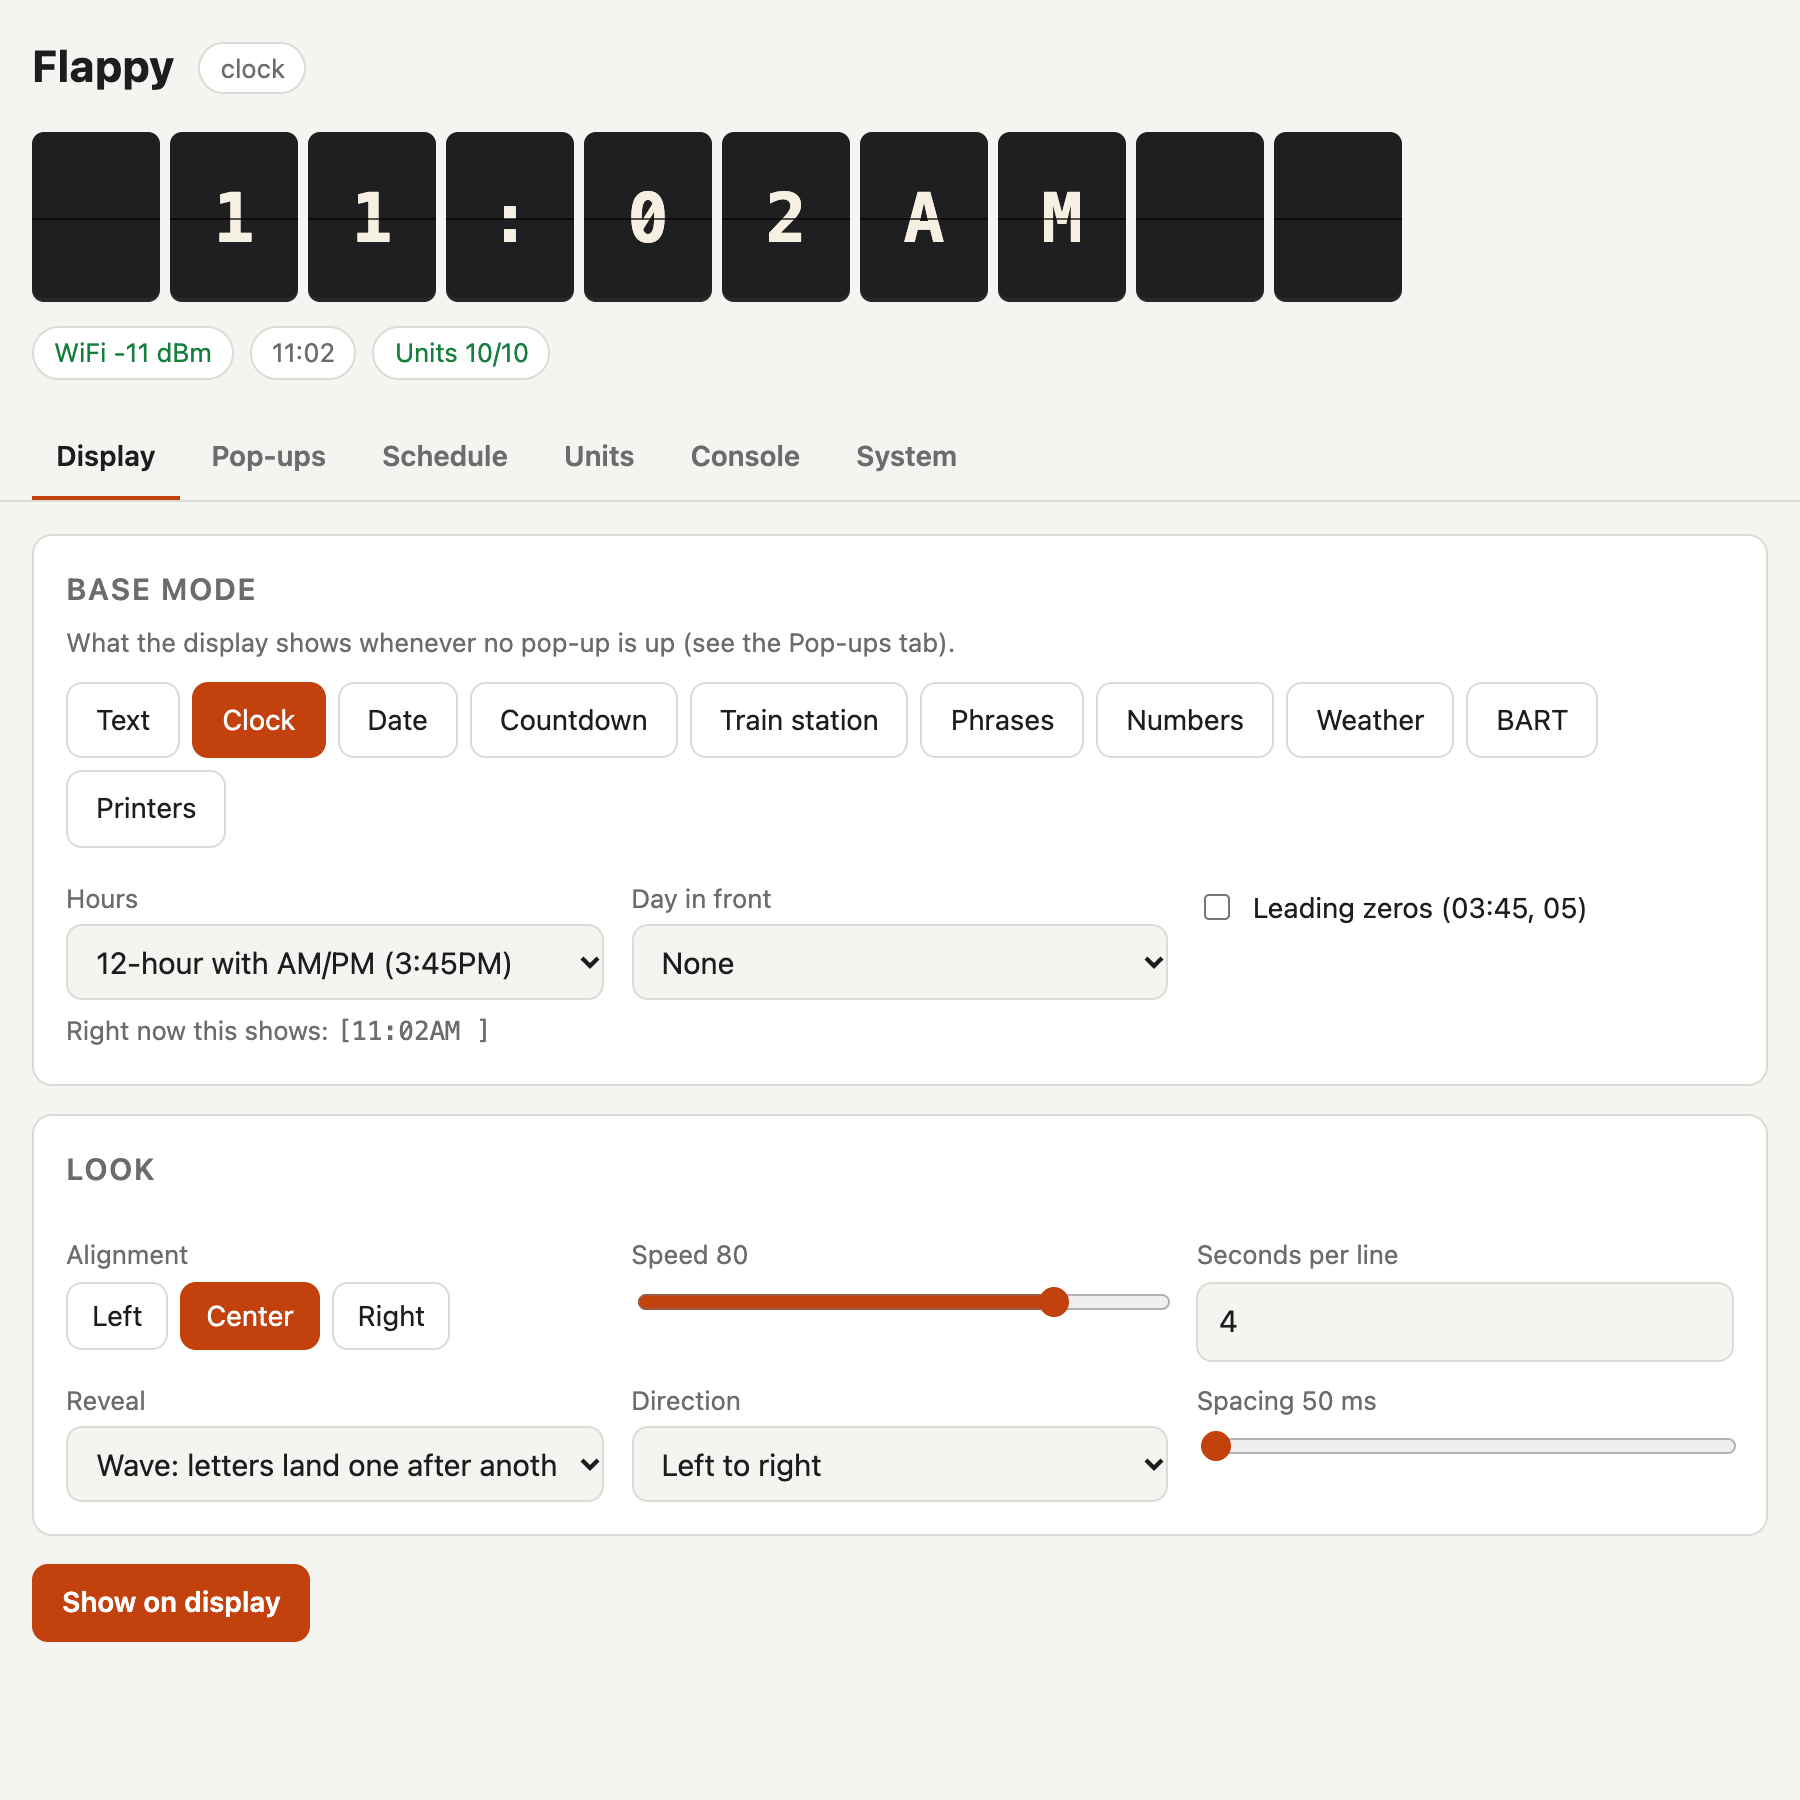 Flappy clock
11:02AM
WiFi -11 dBm 11:02 Units 10/10
Display Pop-ups Schedule Units Console System
BASE MODE
What the display shows whenever no pop-up is up (see the Pop-ups tab).
Text Clock Date Countdown Train station Phrases Numbers Weather BART
Printers
Hours Day in front
Leading zeros (03:45, 05)
12-hour with AM/PM (3:45PM) None
Right now this shows: [11:02AM ]
LOOK
Alignment Speed 80 Seconds per line
Left Center Right 4
Reveal Direction Spacing 50 ms
Wave: letters land one after anoth Left to right
Show on display